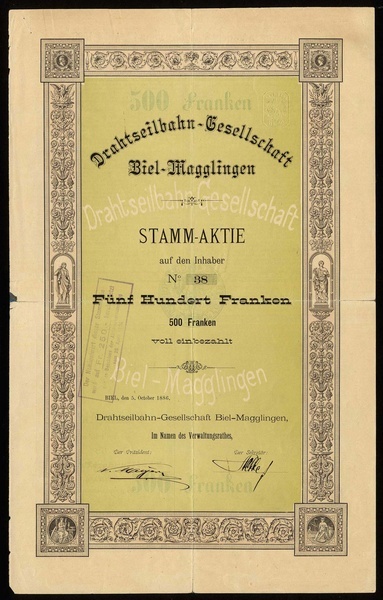 500 Franken
Drahtseilbahn-Gesellschaft
Biel-Magglingen
Drahtseilbahn Gesellschaft
STAMM-AKTIE
auf den Inhaber
No 38
Fünf Hundert Franken
500 Franken
voll einbezahlt
Biel - Magglingen
BIEL, den 5. October 1886.
Drahtseilbahn-Gesellschaft Biel-Magglingen,
Im Namen des Verwaltungsrathes,
Der Präsident: Der Sekretär:
500 Franken